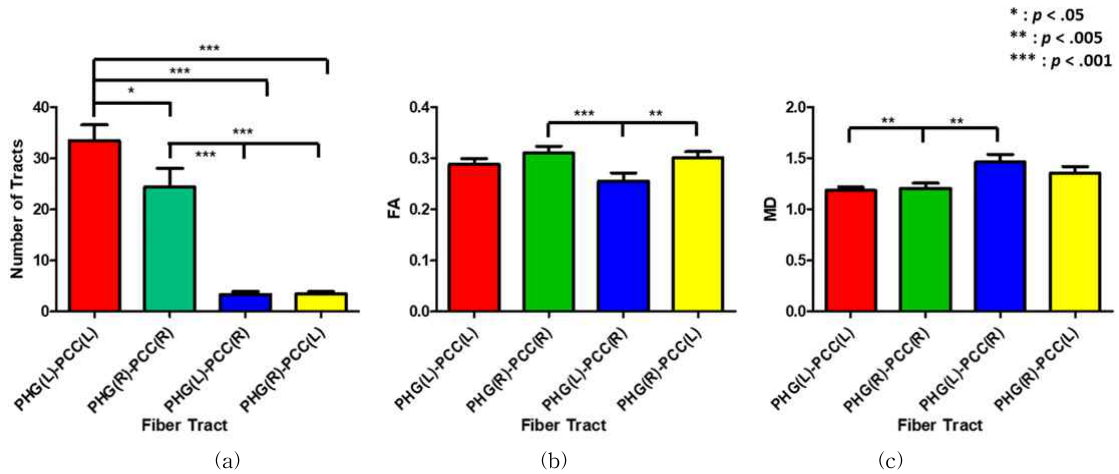 * : p < .05
** : p < .005
*** : p < .001
***
***
*
***
***
40
30
20
10
0
Number of Tracts
PHG(L)-PCC(L)
PHG(R)-PCC(R)
PHG(L)-PCC(R)
PHG(R)-PCC(L)
Fiber Tract
(a)
***
**
0.4
0.3
0.2
0.1
0.0
FA
PHG(L)-PCC(L)
PHG(R)-PCC(R)
PHG(L)-PCC(R)
PHG(R)-PCC(L)
Fiber Tract
(b)
**
**
2.0
1.5
1.0
0.5
0.0
MD
PHG(L)-PCC(L)
PHG(R)-PCC(R)
PHG(L)-PCC(R)
PHG(R)-PCC(L)
Fiber Tract
(c)